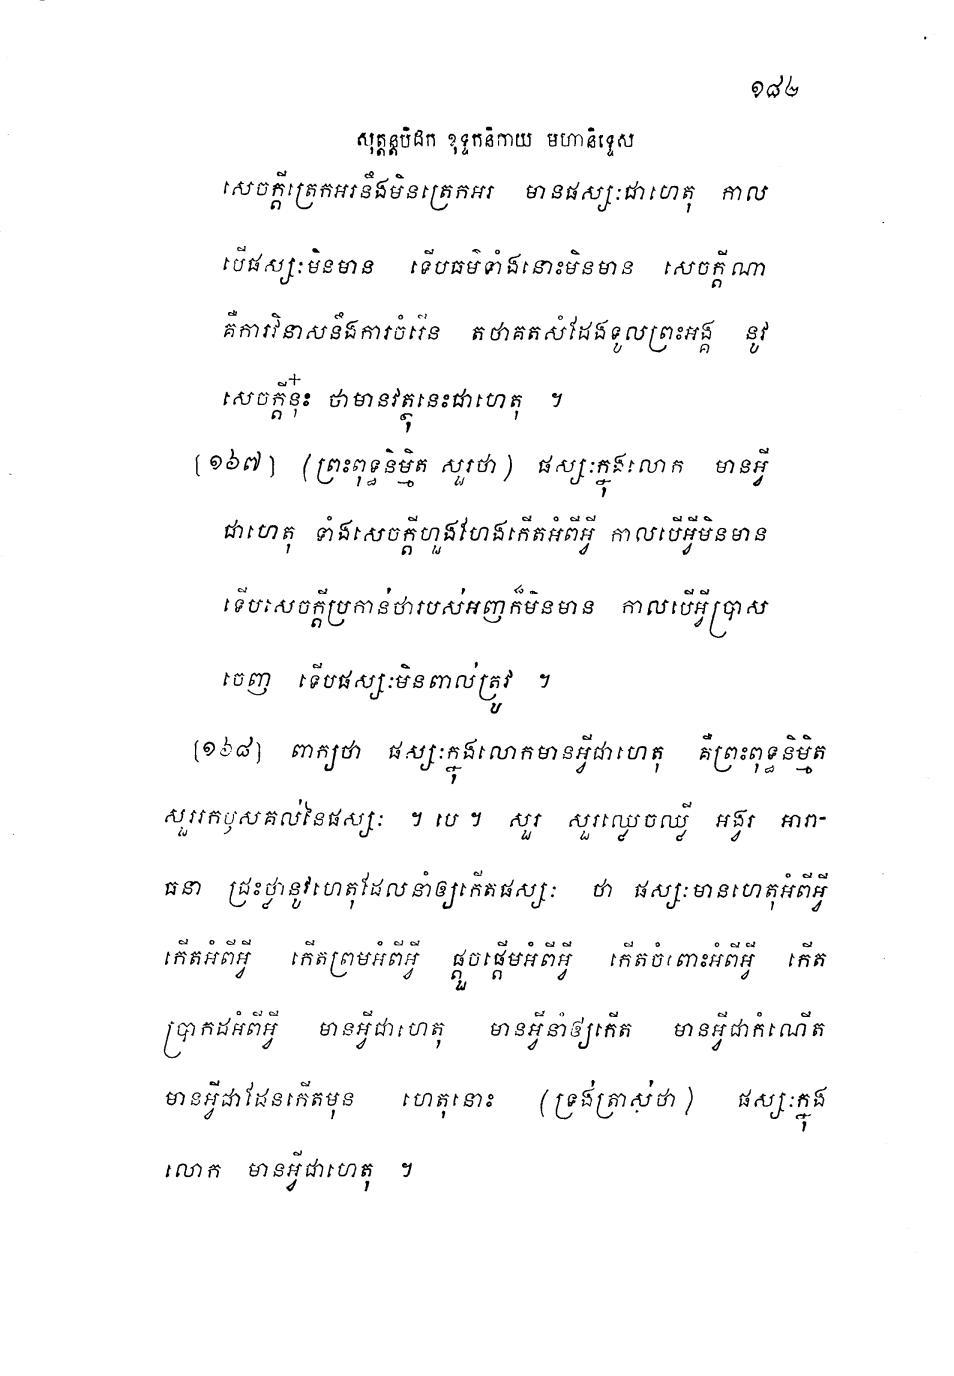 ១៨២
សុត្តន្តបិដក ខុទ្ទកនិកាយ មហានិទ្ទេស
សេចក្តីត្រេកអរនឹងមិនត្រេកអរ មានផស្សៈជាហេតុ កាល
បើផស្សៈមិនមាន ទើបធម៌ទាំងនោះមិនមាន សេចក្តីណា
គឺការវិនាសនឹងការចំរើន តថាគតសំដែងទូលព្រះអង្គ នូវ
សេចក្តីនុ៎ះ ថាមានវត្ថុនេះជាហេតុ ។
[១៦៧] (ព្រះពុទ្ធនិម្មិត សួរថា) ផស្សៈក្នុងលោក មានអ្វី
ជាហេតុ ទាំងសេចក្តីហួងហែងកើតអំពីអ្វី កាលបើអ្វីមិនមាន
ទើបសេចក្តីប្រកាន់ថារបស់អញក៏មិនមាន កាលបើអ្វីប្រាស
ចេញ ទើបផស្សៈមិនពាល់ត្រូវ ។
[១៦៨] ពាក្យថា ផស្សៈក្នុងលោកមានអ្វីជាហេតុ គឺព្រះពុទ្ធនិម្មិត
សួររកឫសគល់នៃផស្សៈ ។ បេ ។ សួរ សួរឈ្វេចឈ្វី អង្វរ អារា-
ធនា ជ្រះថ្លានូវហេតុដែលនាំឲ្យកើតផស្សៈ ថា ផស្សៈមានហេតុអំពីអ្វី
កើតអំពីអ្វី កើតព្រមអំពីអ្វី ផ្តួចផ្តើមអំពីអ្វី កើតចំពោះអំពីអ្វី កើត
ប្រាកដអំពីអ្វី មានអ្វីជាហេតុ មានអ្វីនាំឲ្យកើត មានអ្វីជាកំណើត
មានអ្វីជាដែនកើតមុន ហេតុនោះ (ទ្រង់ត្រាស់ថា) ផស្សៈក្នុង
លោក មានអ្វីជាហេតុ ។